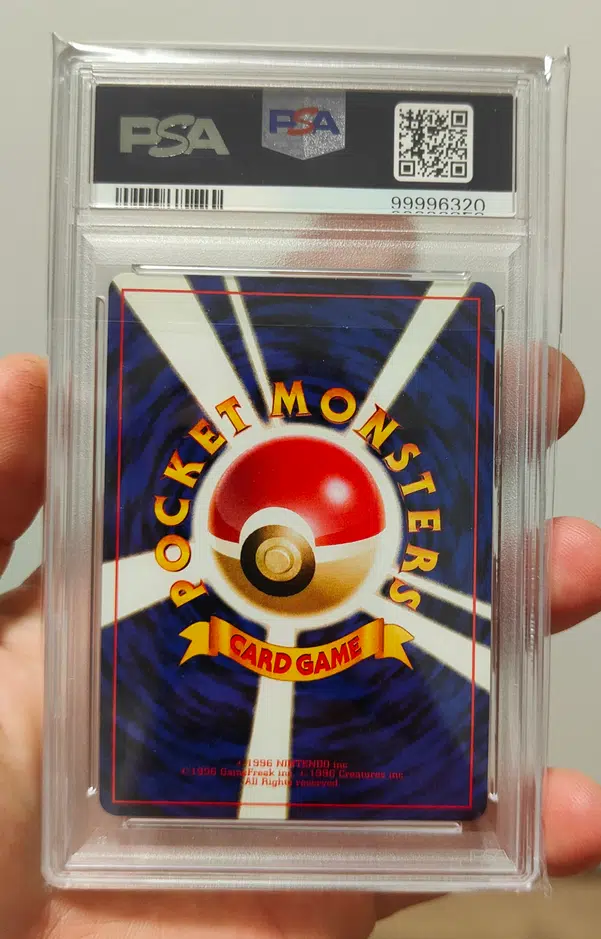 PSA
PSA
99996320
POCKET MONSTERS
CARD GAME
©1996 NINTENDO inc
©1996 GameFreak inc. ©1996 Creatures inc
All Rights reserved